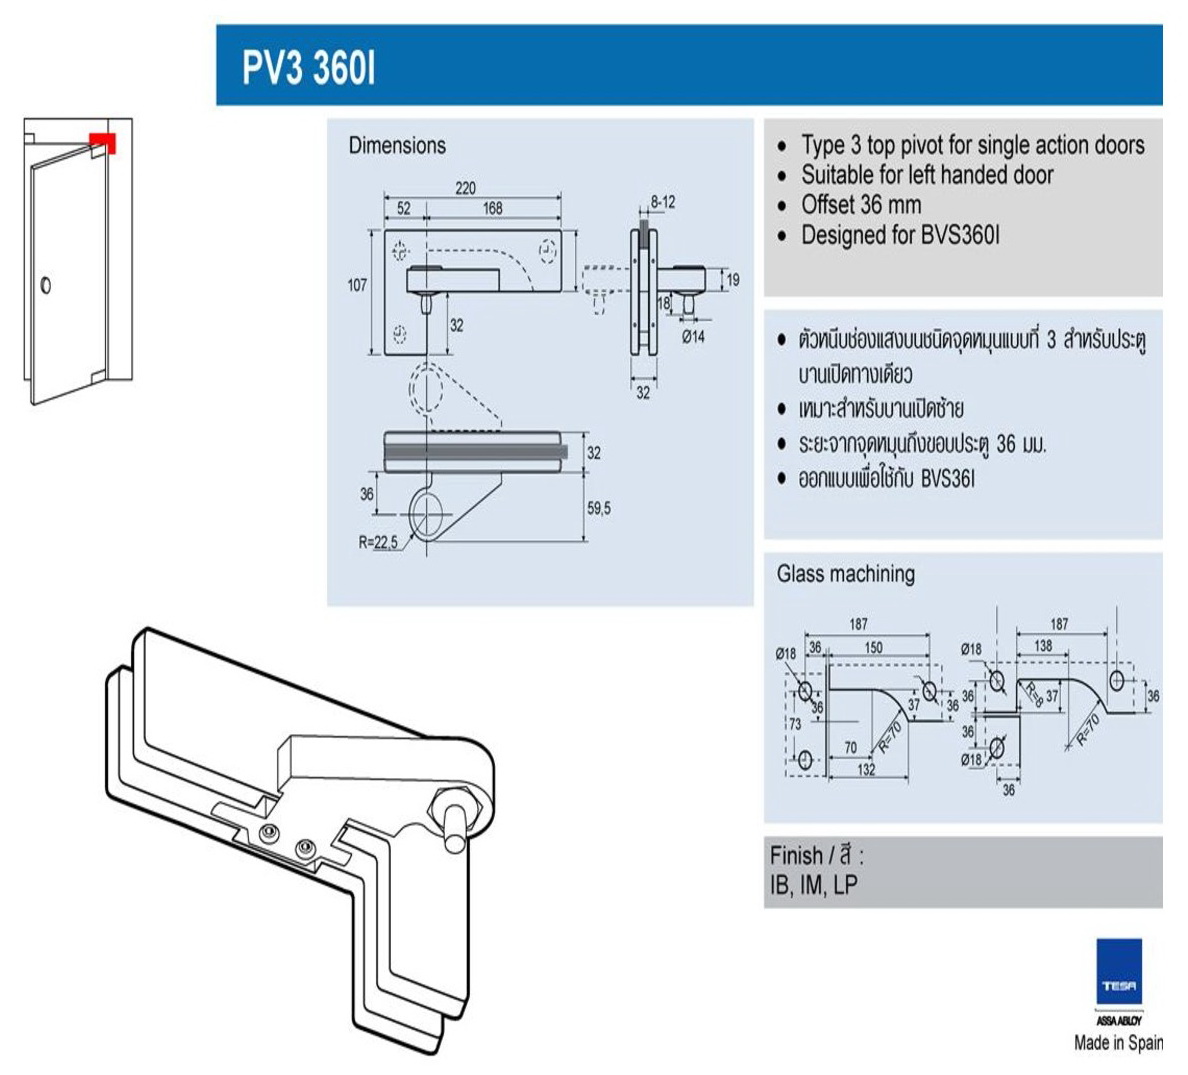 PV3 360I
Dimensions
220
52
168
8-12
107
32
19
18
Ø14
32
32
36
59,5
R=22,5
• Type 3 top pivot for single action doors
• Suitable for left handed door
• Offset 36 mm
• Designed for BVS360I
• ตัวหนีบช่องแสงบนชนิดจุดหมุนแบบที่ 3 สำหรับประตู
บานเปิดทางเดียว
• เหมาะสำหรับบานเปิดซ้าย
• ระยะจากจุดหมุนถึงขอบประตู 36 มม.
• ออกแบบเพื่อใช้กับ BVS36I
Glass machining
187
36
150
Ø18
36
37
36
73
R=70
70
132
187
138
Ø18
36
R=8
37
36
36
R=70
Ø18
36
Finish / สี :
IB, IM, LP
TESA
ASSA ABLOY
Made in Spain